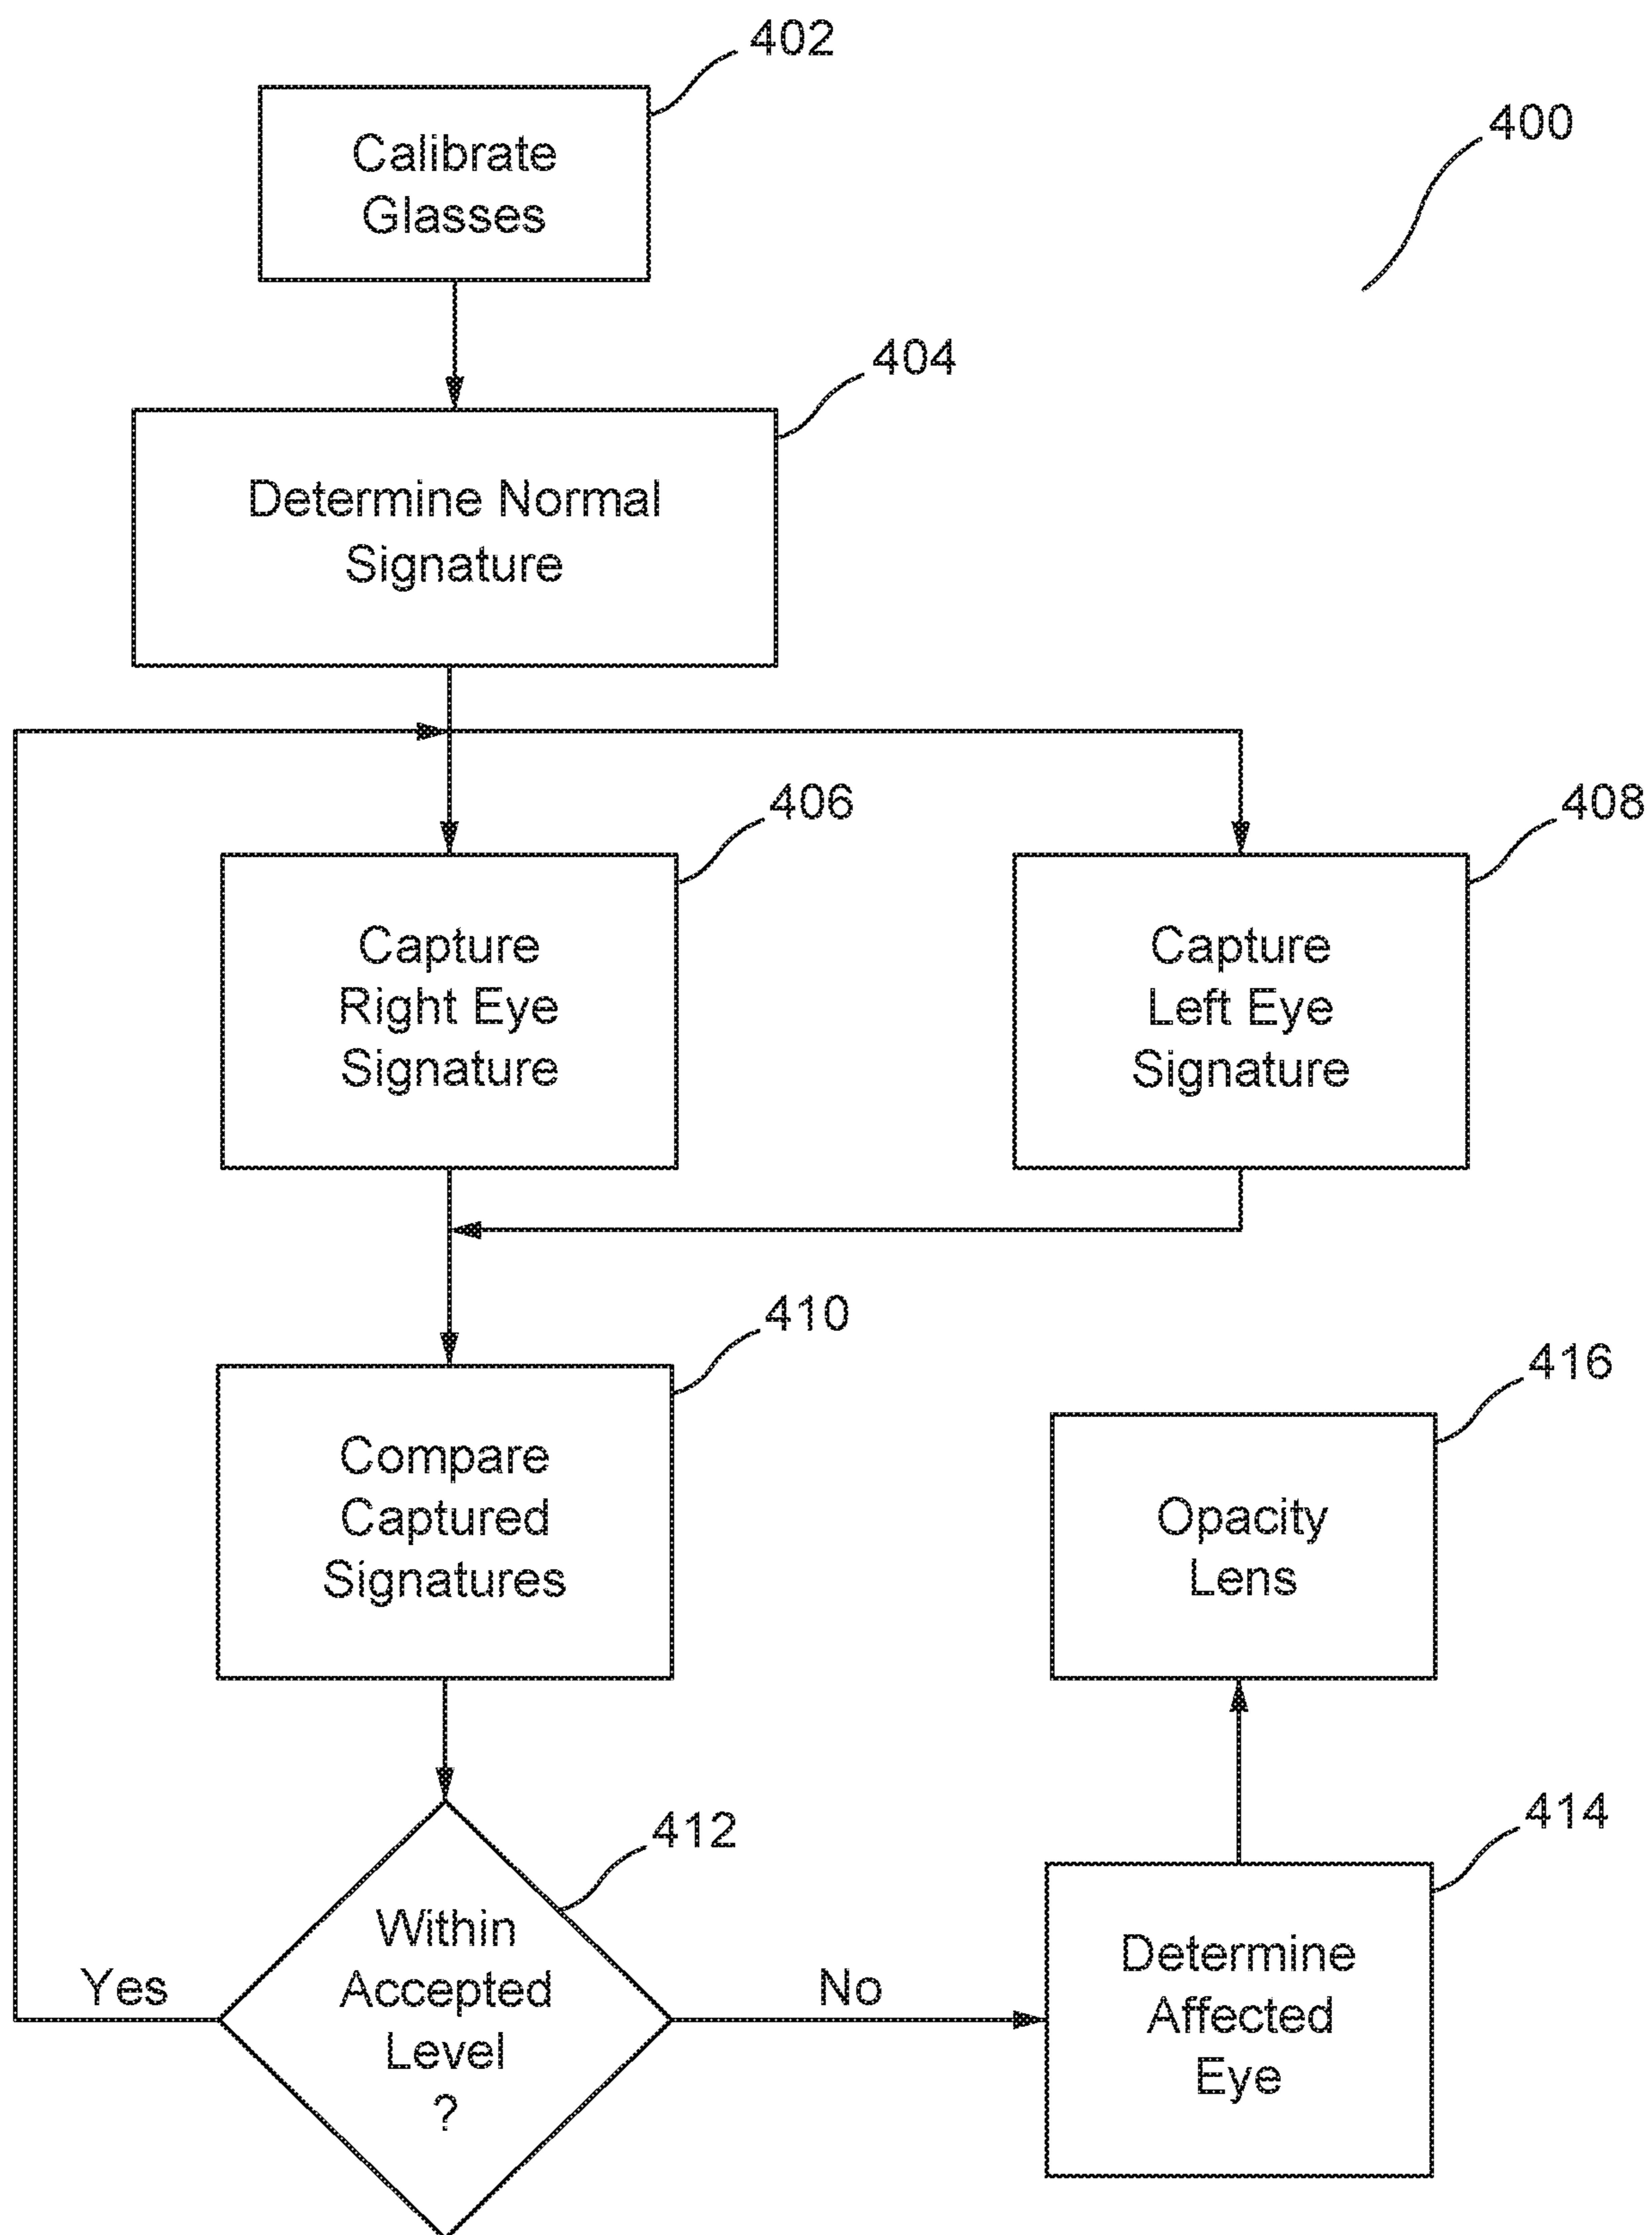 402
Calibrate
Glasses
400
404
Determine Normal
Signature
406
Capture
Right Eye
Signature
408
Capture
Left Eye
Signature
410
Compare
Captured
Signatures
416
Opacity
Lens
412
Within
Accepted
Level
?
Yes
No
414
Determine
Affected
Eye